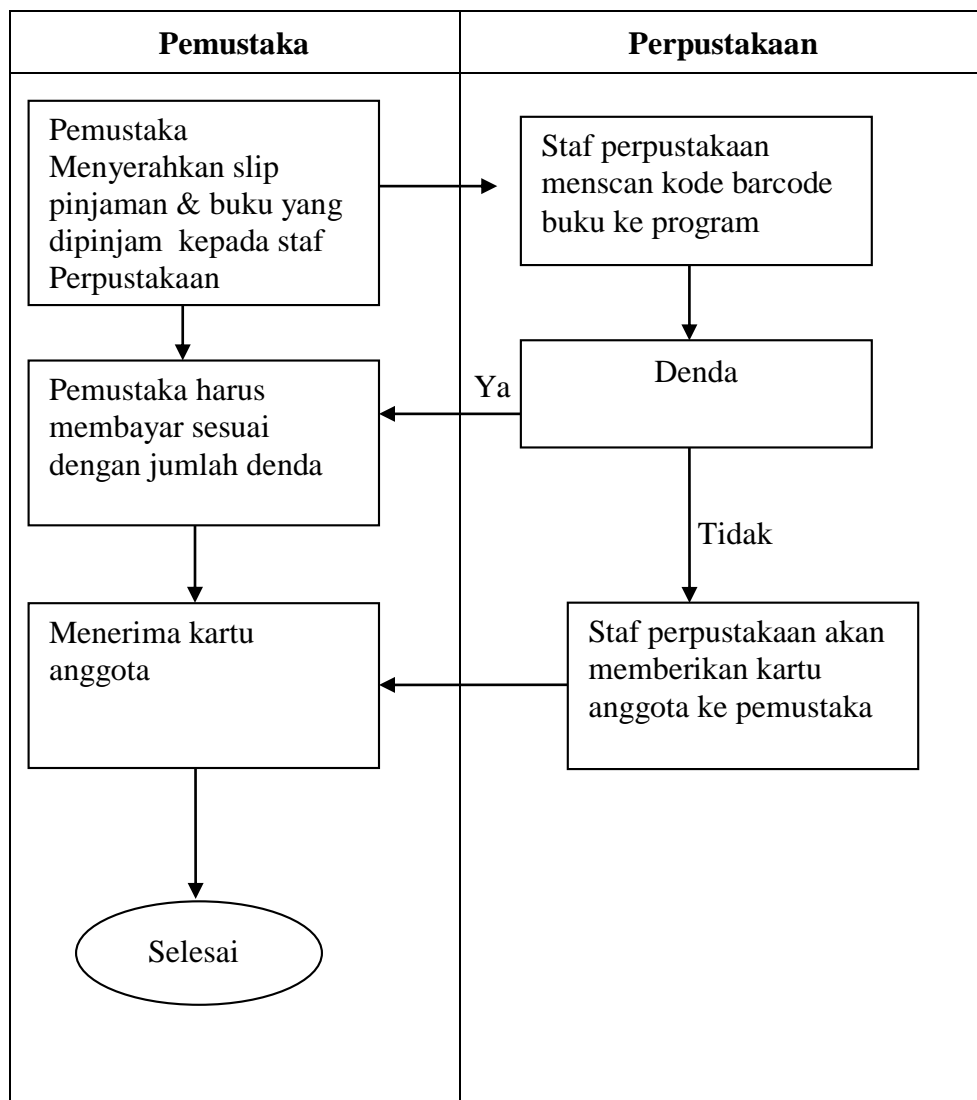 Pemustaka
Perpustakaan
Pemustaka
Menyerahkan slip
pinjaman & buku yang
dipinjam kepada staf
Perpustakaan
Staf perpustakaan
menscan kode barcode
buku ke program
Pemustaka harus
membayar sesuai
dengan jumlah denda
Ya
Denda
Tidak
Menerima kartu
anggota
Staf perpustakaan akan
memberikan kartu
anggota ke pemustaka
Selesai